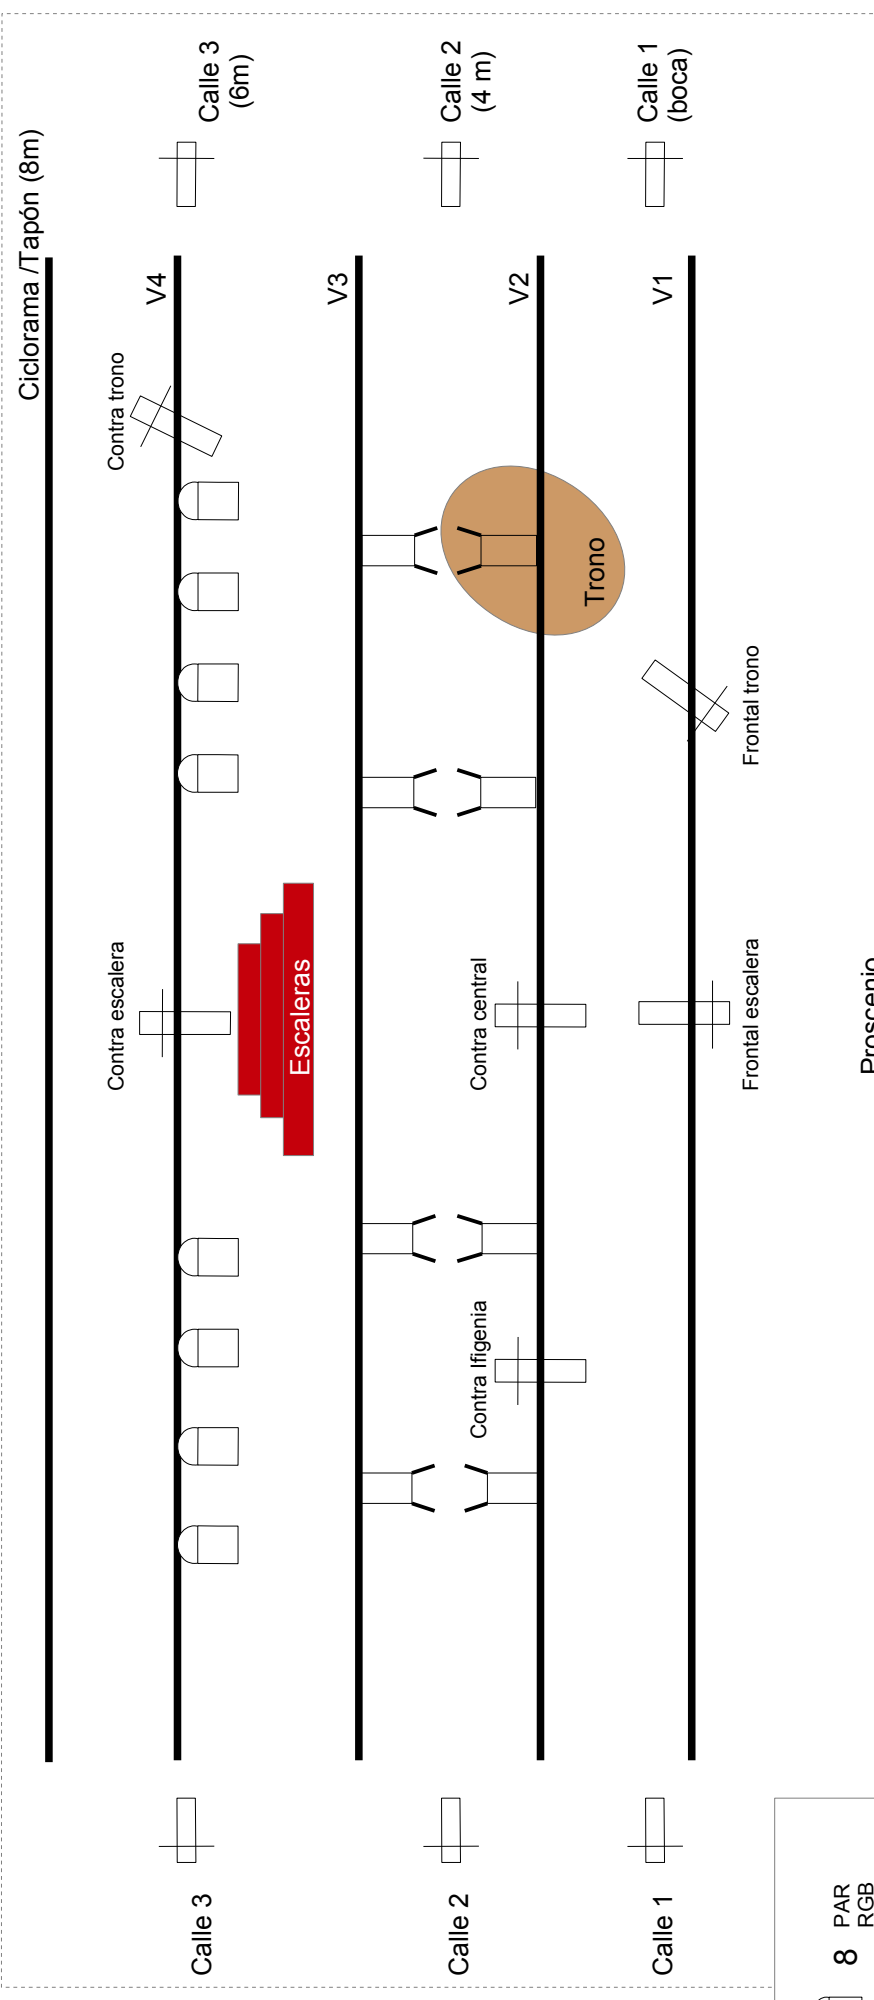 Ciclorama /Tapón (8m)
Calle 3
(6m)
Calle 2
(4 m)
Calle 1
(boca)
V4
V3
V2
V1
Contra trono
Trono
Frontal trono
Contra escalera
Escaleras
Contra central
Frontal escalera
Proscenio
Contra Ifigenia
Calle 3
Calle 2
Calle 1
8 PAR
RGB